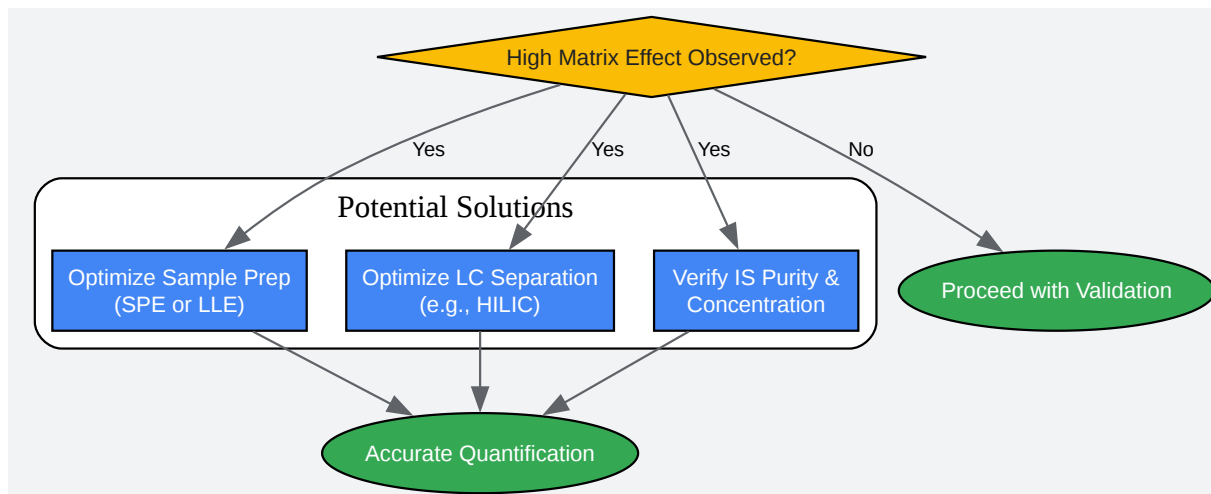 High Matrix Effect Observed?
Yes
Yes
Yes
No
Potential Solutions
Optimize Sample Prep
(SPE or LLE)
Optimize LC Separation
(e.g., HILIC)
Verify IS Purity &
Concentration
Proceed with Validation
Accurate Quantification